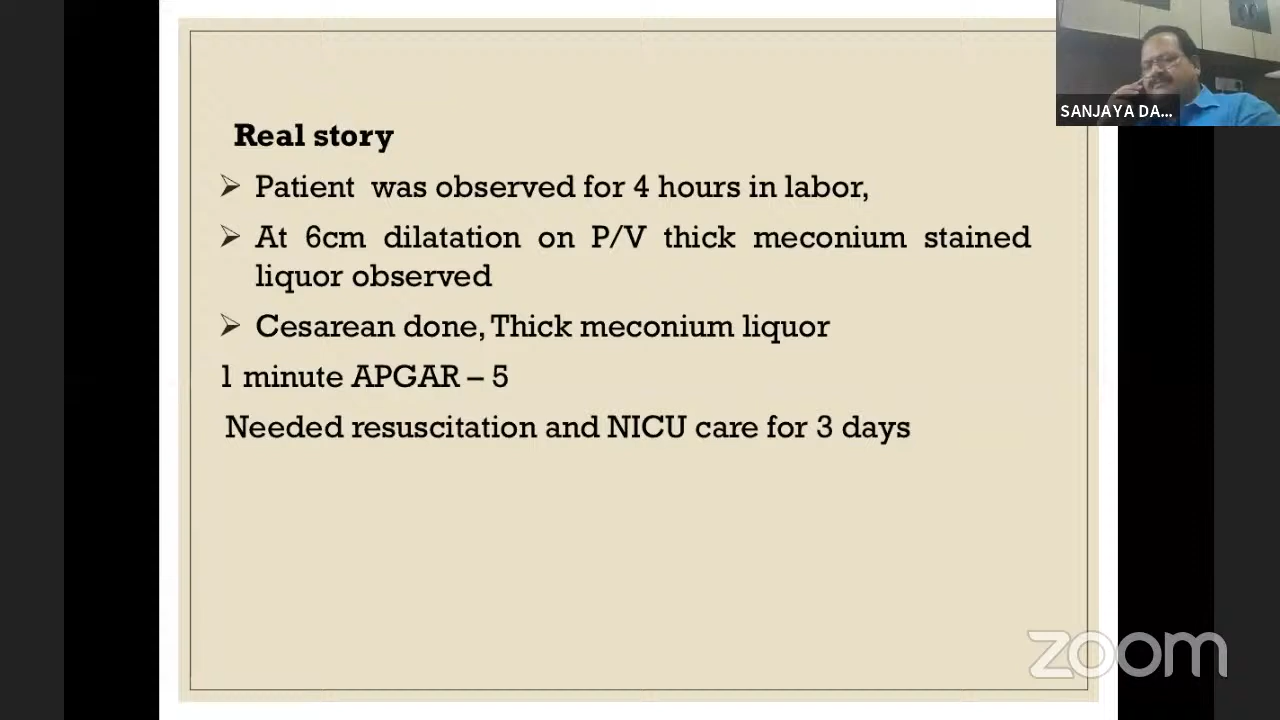 SANJAYA DA...
Real story
Patient was observed for 4 hours in labor,
At 6cm dilatation on P/V thick meconium stained
liquor observed
Cesarean done, Thick meconium liquor
1 minute APGAR – 5
Needed resuscitation and NICU care for 3 days
zoom